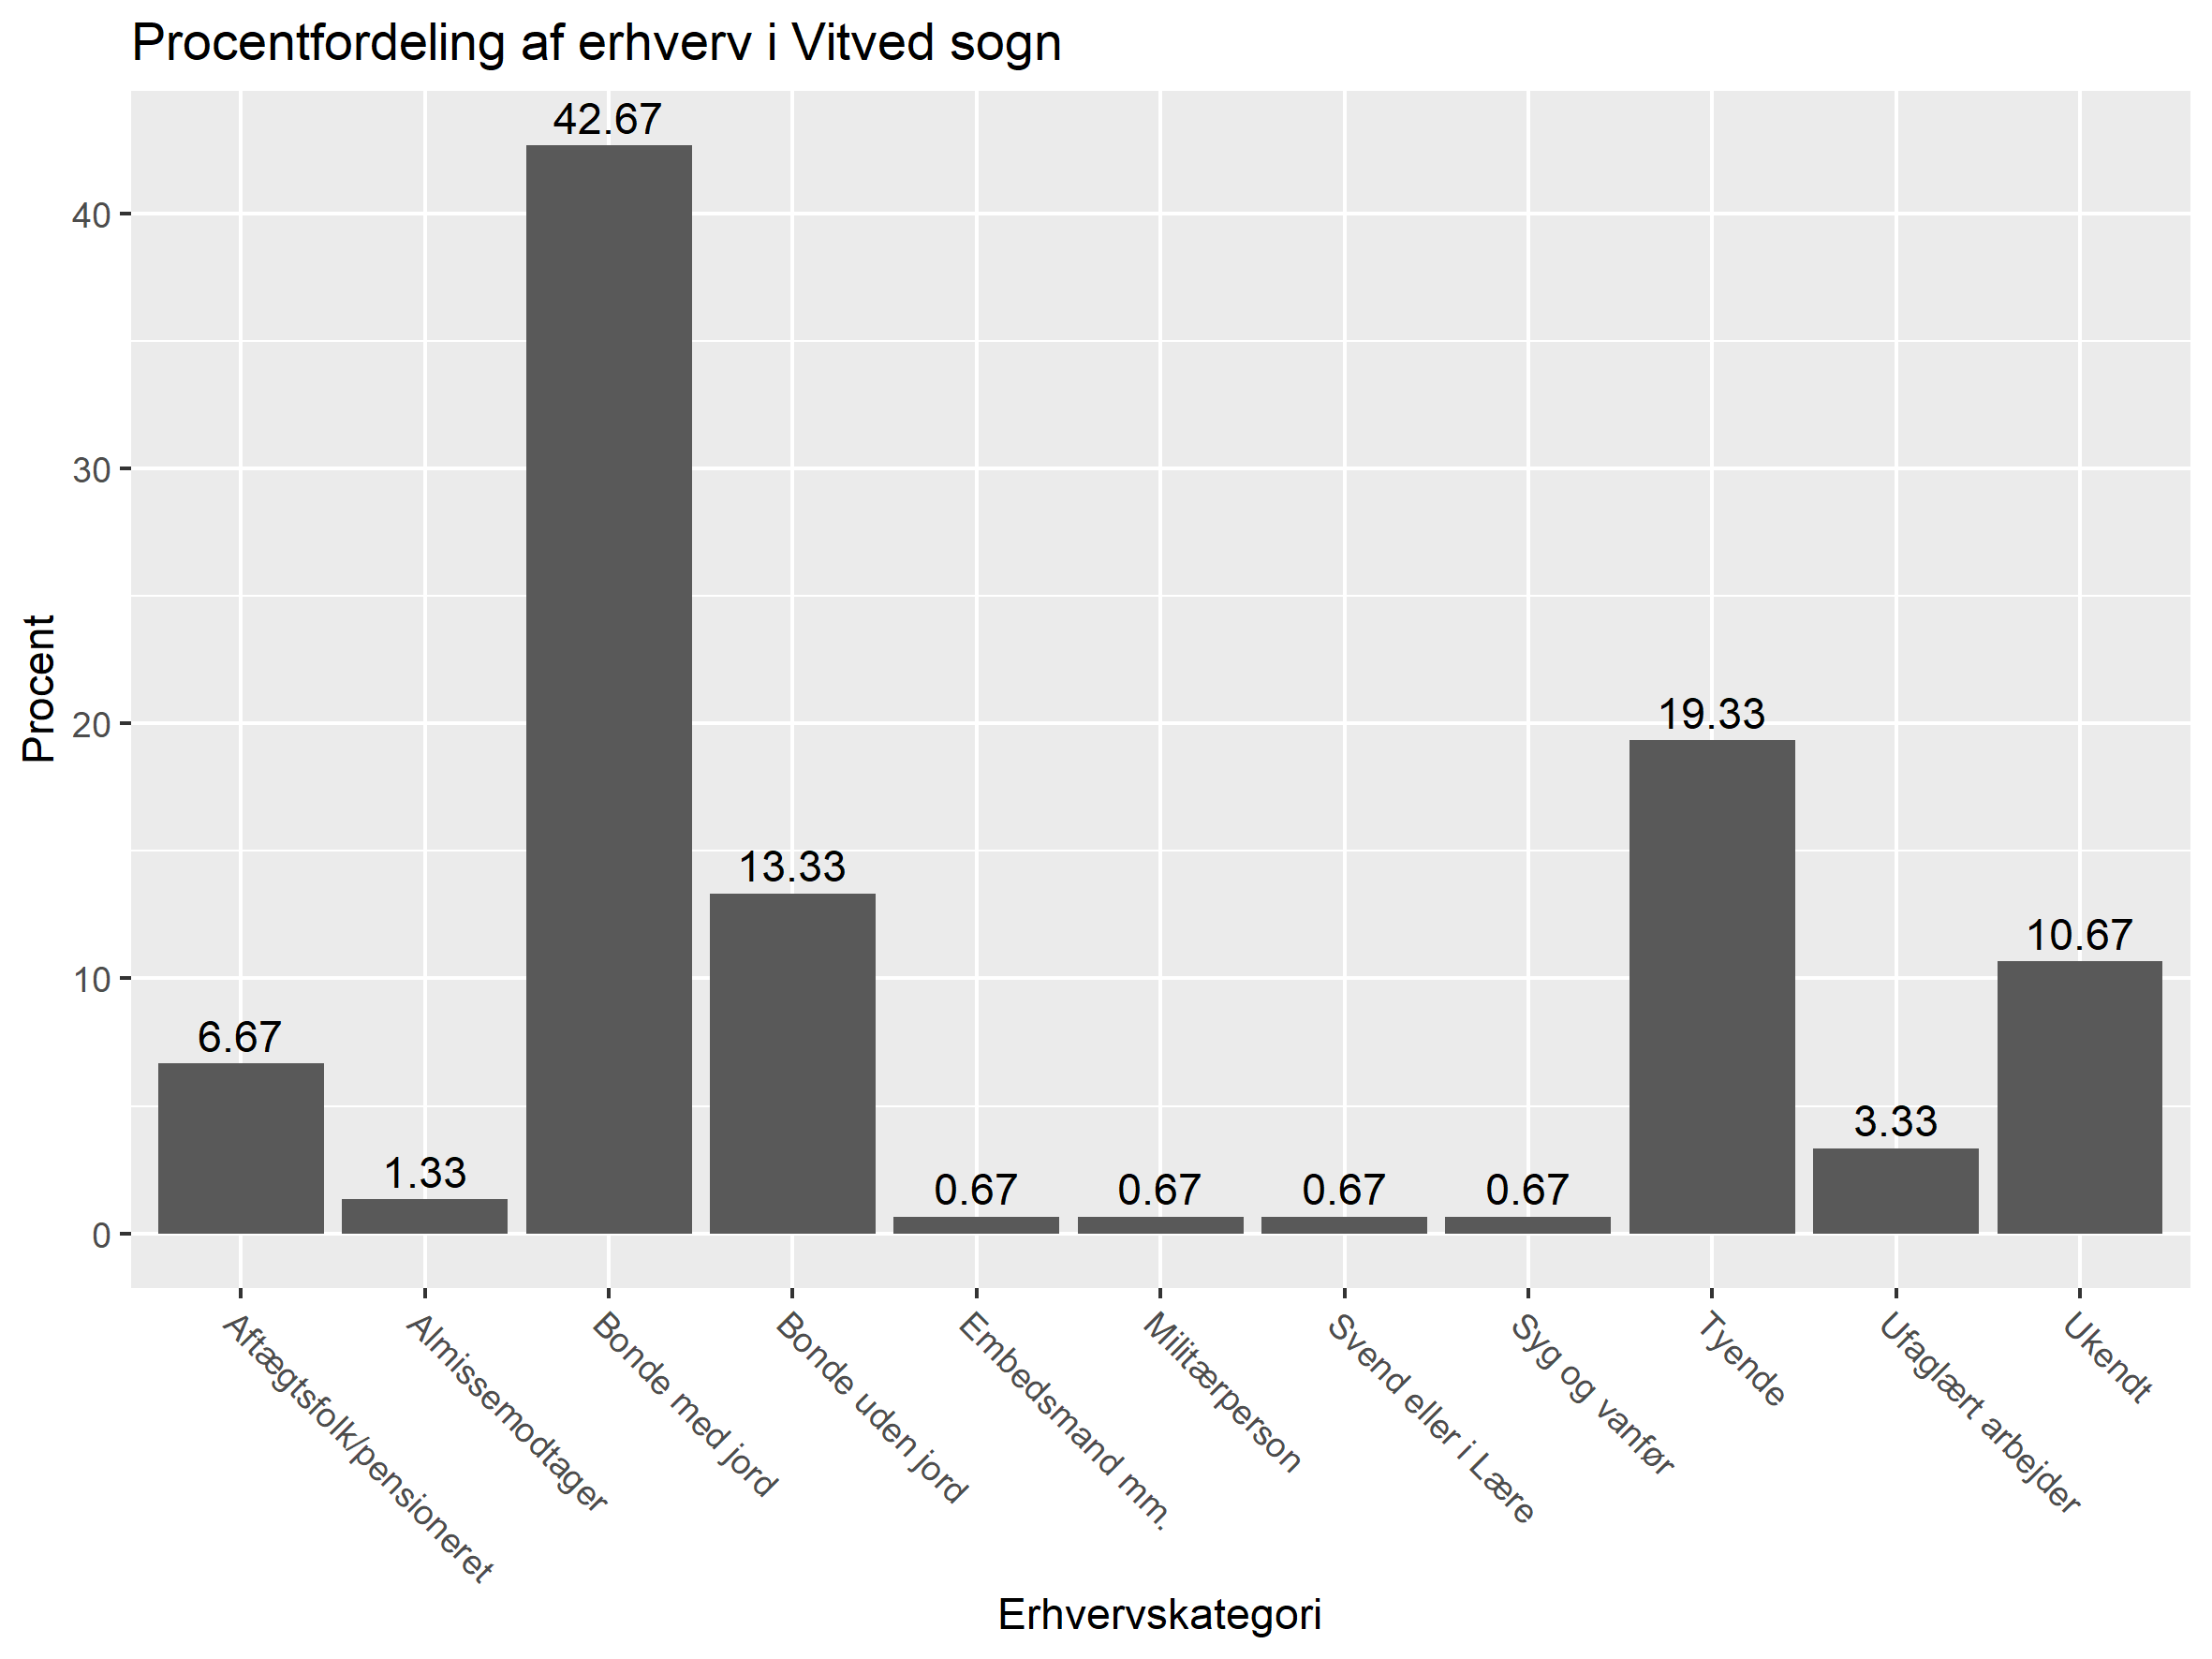 Procentfordeling af erhverv i Vitved sogn
Procent
40
30
20
10
0
42.67
19.33
13.33
10.67
6.67
3.33
1.33
0.67
0.67
0.67
0.67
Aftægtsfolk/pensioneret
Almissemodtager
Bonde med jord
Bonde uden jord
Embedsmand mm.
Militærperson
Svend eller i Lære
Syg og vanfør
Tyende
Ufaglært arbejder
Ukendt
Erhvervskategori